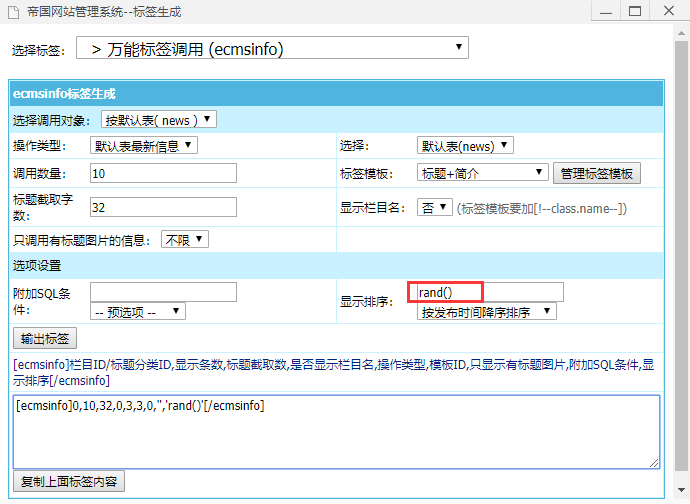 帝国网站管理系统--标签生成
选择标签： > 万能标签调用 (ecmsinfo)
ecmsinfo标签生成
选择调用对象： 按默认表( news )
操作类型： 默认表最新信息 选择： 默认表(news)
调用数量： 10 标签模板： 标题+简介 管理标签模板
标题截取字数： 32 显示栏目名： 否 (标签模板要加[!--class.name--])
只调用有标题图片的信息： 不限
选项设置
附加SQL条件： -- 预选项 -- 显示排序： rand() 按发布时间降序排序
输出标签
[ecmsinfo]栏目ID/标题分类ID,显示条数,标题截取数,是否显示栏目名,操作类型,模板ID,只显示有标题图片,附加SQL条件,显
示排序[/ecmsinfo]
[ecmsinfo]0,10,32,0,3,3,0,'','rand()'[/ecmsinfo]
复制上面标签内容